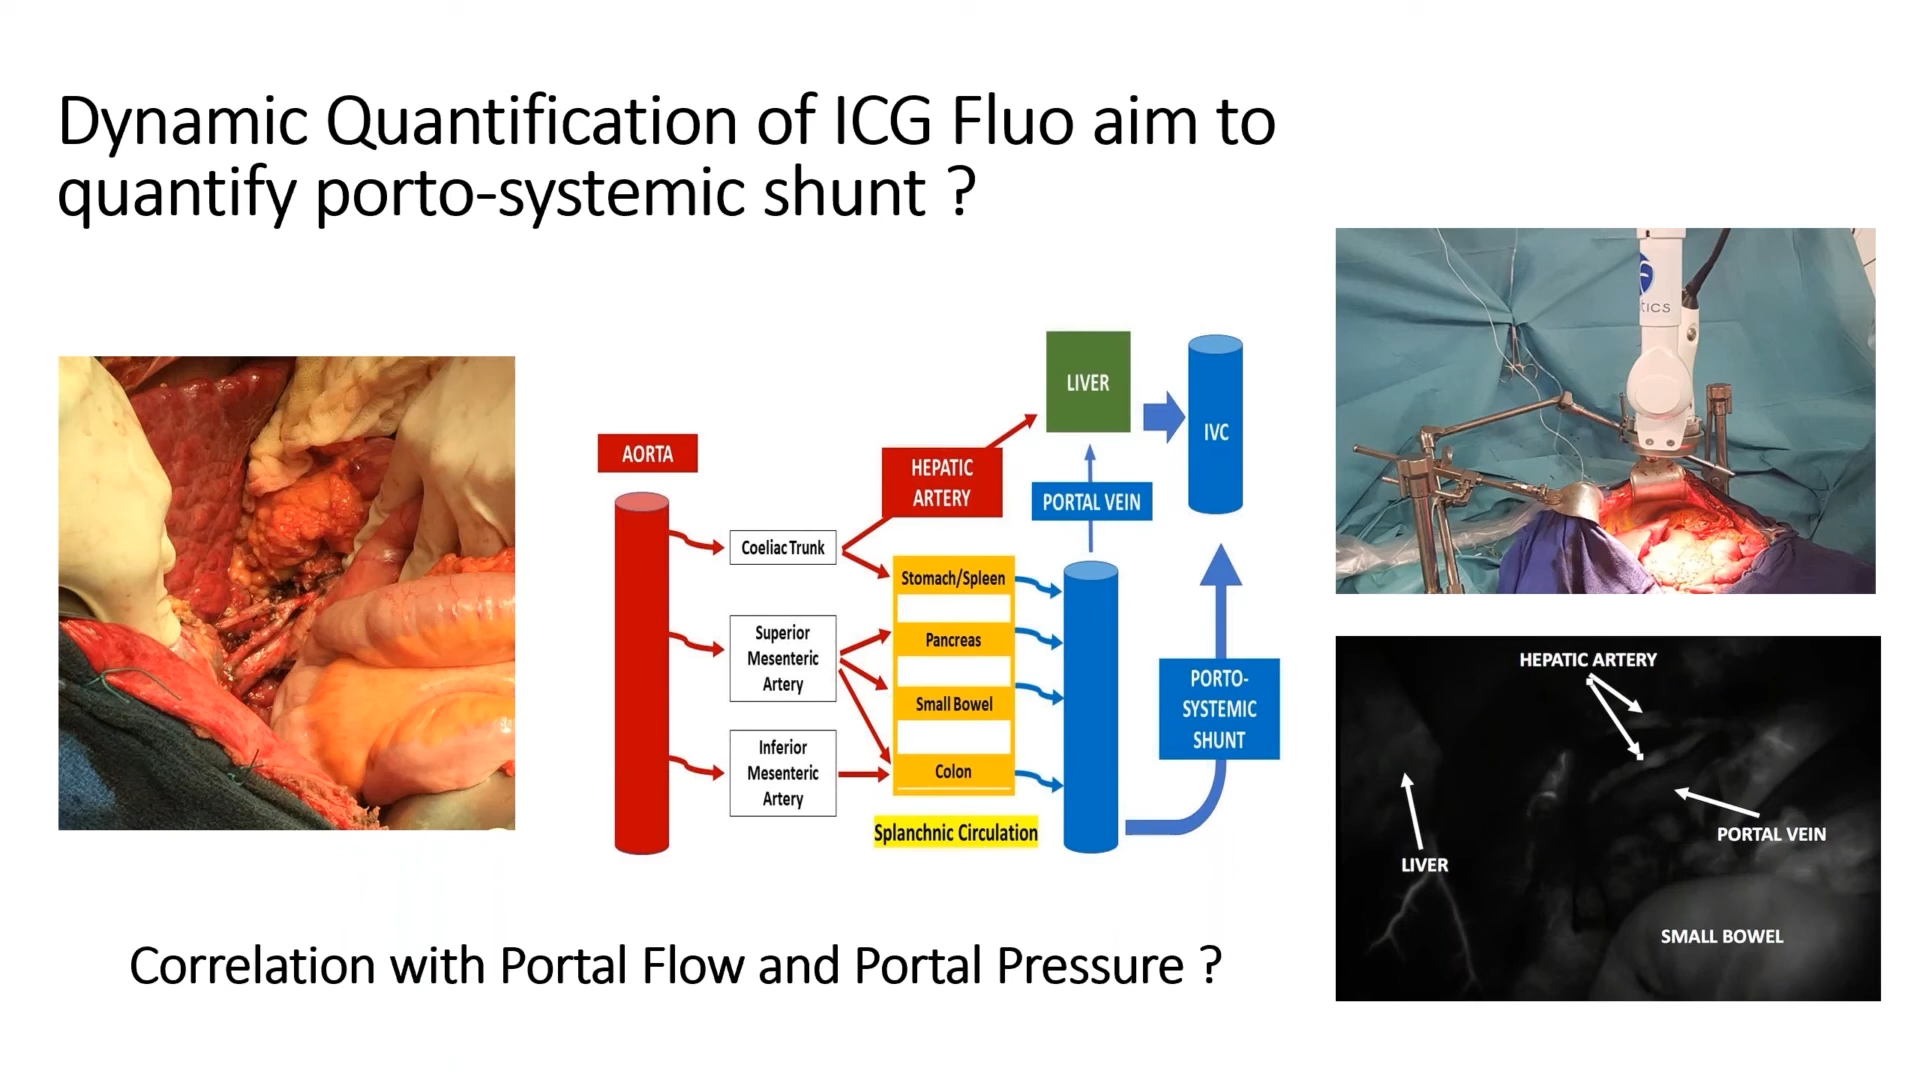 Dynamic Quantification of ICG Fluo aim to
quantify porto-systemic shunt ?
AORTA
Coeliac Trunk
Superior
Mesenteric
Artery
Inferior
Mesenteric
Artery
HEPATIC
ARTERY
Stomach/Spleen
Pancreas
Small Bowel
Colon
Splanchnic Circulation
LIVER
PORTAL VEIN
IVC
PORTO-
SYSTEMIC
SHUNT
tics
HEPATIC ARTERY
PORTAL VEIN
LIVER
SMALL BOWEL
Correlation with Portal Flow and Portal Pressure ?